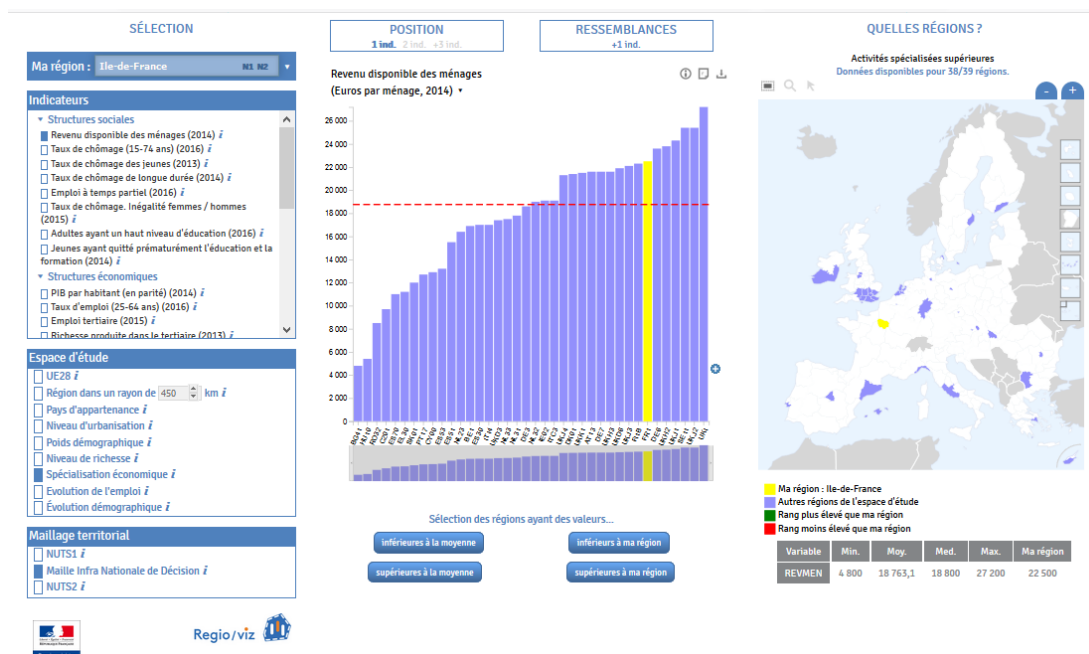 SÉLECTION
Ma région : Ile-de-France N1 N2
Indicateurs
Structures sociales
Revenu disponible des ménages (2014) i
Taux de chômage (15-74 ans) (2016) i
Taux de chômage des jeunes (2013) i
Taux de chômage de longue durée (2014) i
Emploi à temps partiel (2016) i
Taux de chômage. Inégalité femmes / hommes
(2015) i
Adultes ayant un haut niveau d'éducation (2016) i
Jeunes ayant quitté prématurément l'éducation et la
formation (2014) i
Structures économiques
PIB par habitant (en parité) (2014) i
Taux d'emploi (25-64 ans) (2016) i
Emploi tertiaire (2015) i
Richesse produite dans le tertiaire (2013) i
Espace d'étude
UE28 i
Région dans un rayon de 450 km i
Pays d'appartenance i
Niveau d'urbanisation i
Poids démographique i
Niveau de richesse i
Spécialisation économique i
Evolution de l'emploi i
Évolution démographique i
Maillage territorial
NUTS1 i
Maille Infra Nationale de Décision i
NUTS2 i
Regio/viz
POSITION
1 ind. 2 ind. +3 ind.
RESSEMBLANCES
+1 ind.
Revenu disponible des ménages
(Euros par ménage, 2014)
26 000
24 000
22 000
20 000
18 000
16 000
14 000
12 000
10 000
8 000
6 000
4 000
2 000
0
Sélection des régions ayant des valeurs...
inférieures à la moyenne
inférieurs à ma région
supérieures à la moyenne
supérieures à ma région
QUELLES RÉGIONS ?
Activités spécialisées supérieures
Données disponibles pour 38/39 régions.
- +
Ma région : Ile-de-France
Autres régions de l'espace d'étude
Rang plus élevé que ma région
Rang moins élevé que ma région
Variable Min. Moy. Med. Max. Ma région
REVMEN 4 800 18 763,1 18 800 27 200 22 500